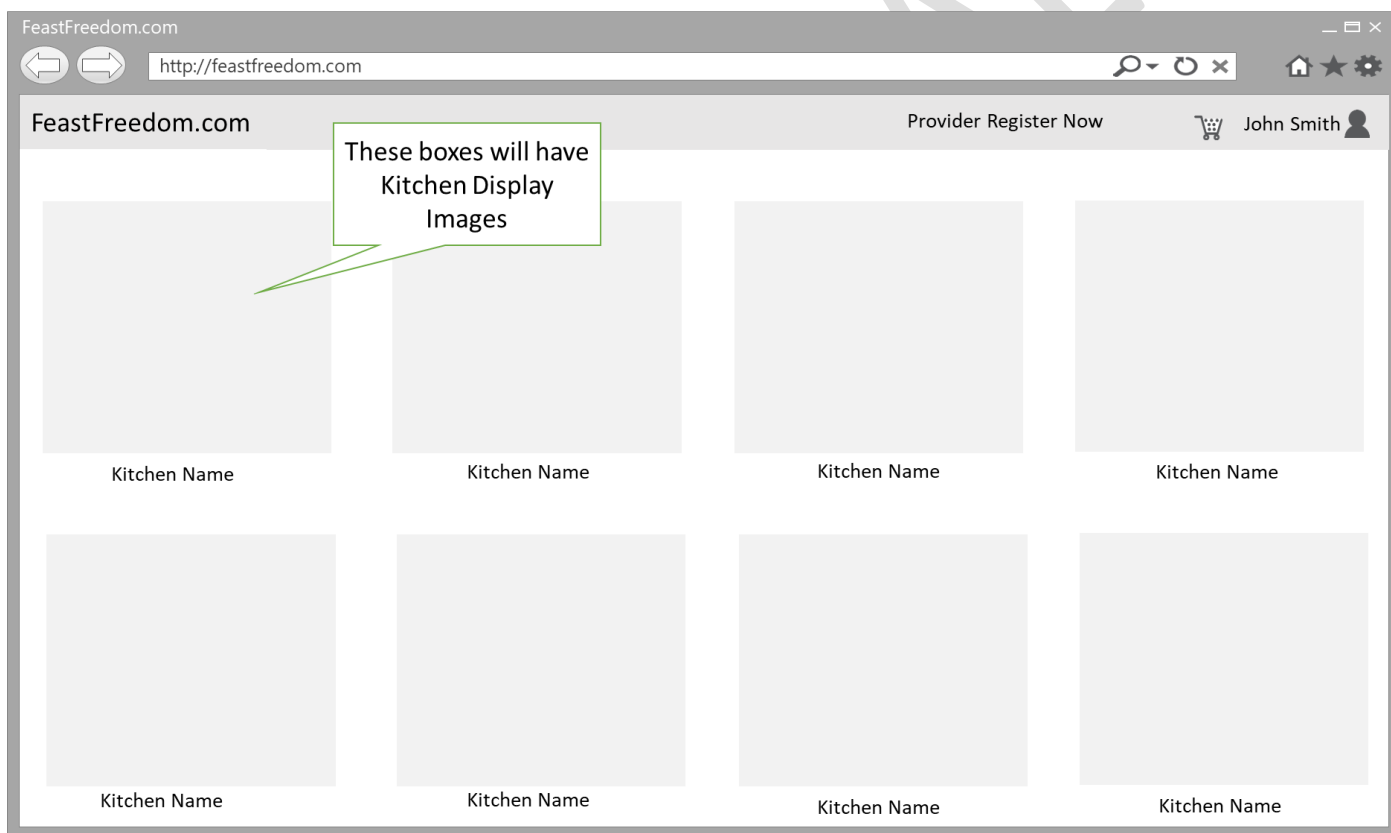 FeastFreedom.com
http://feastfreedom.com
FeastFreedom.com
Provider Register Now
John Smith
These boxes will have
Kitchen Display
Images
Kitchen Name
Kitchen Name
Kitchen Name
Kitchen Name
Kitchen Name
Kitchen Name
Kitchen Name
Kitchen Name